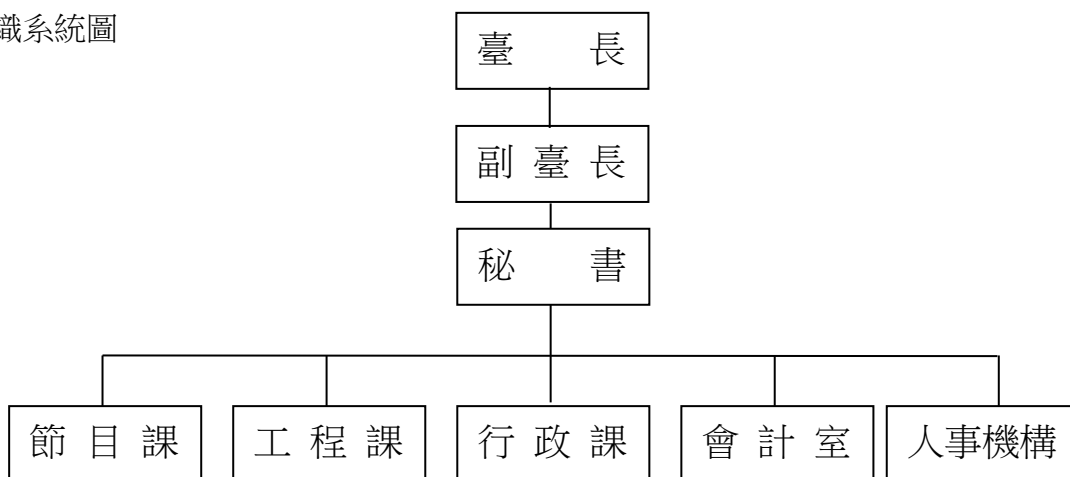 織系統圖
臺長
副臺長
秘書
節目課 工程課 行政課 會計室 人事機構